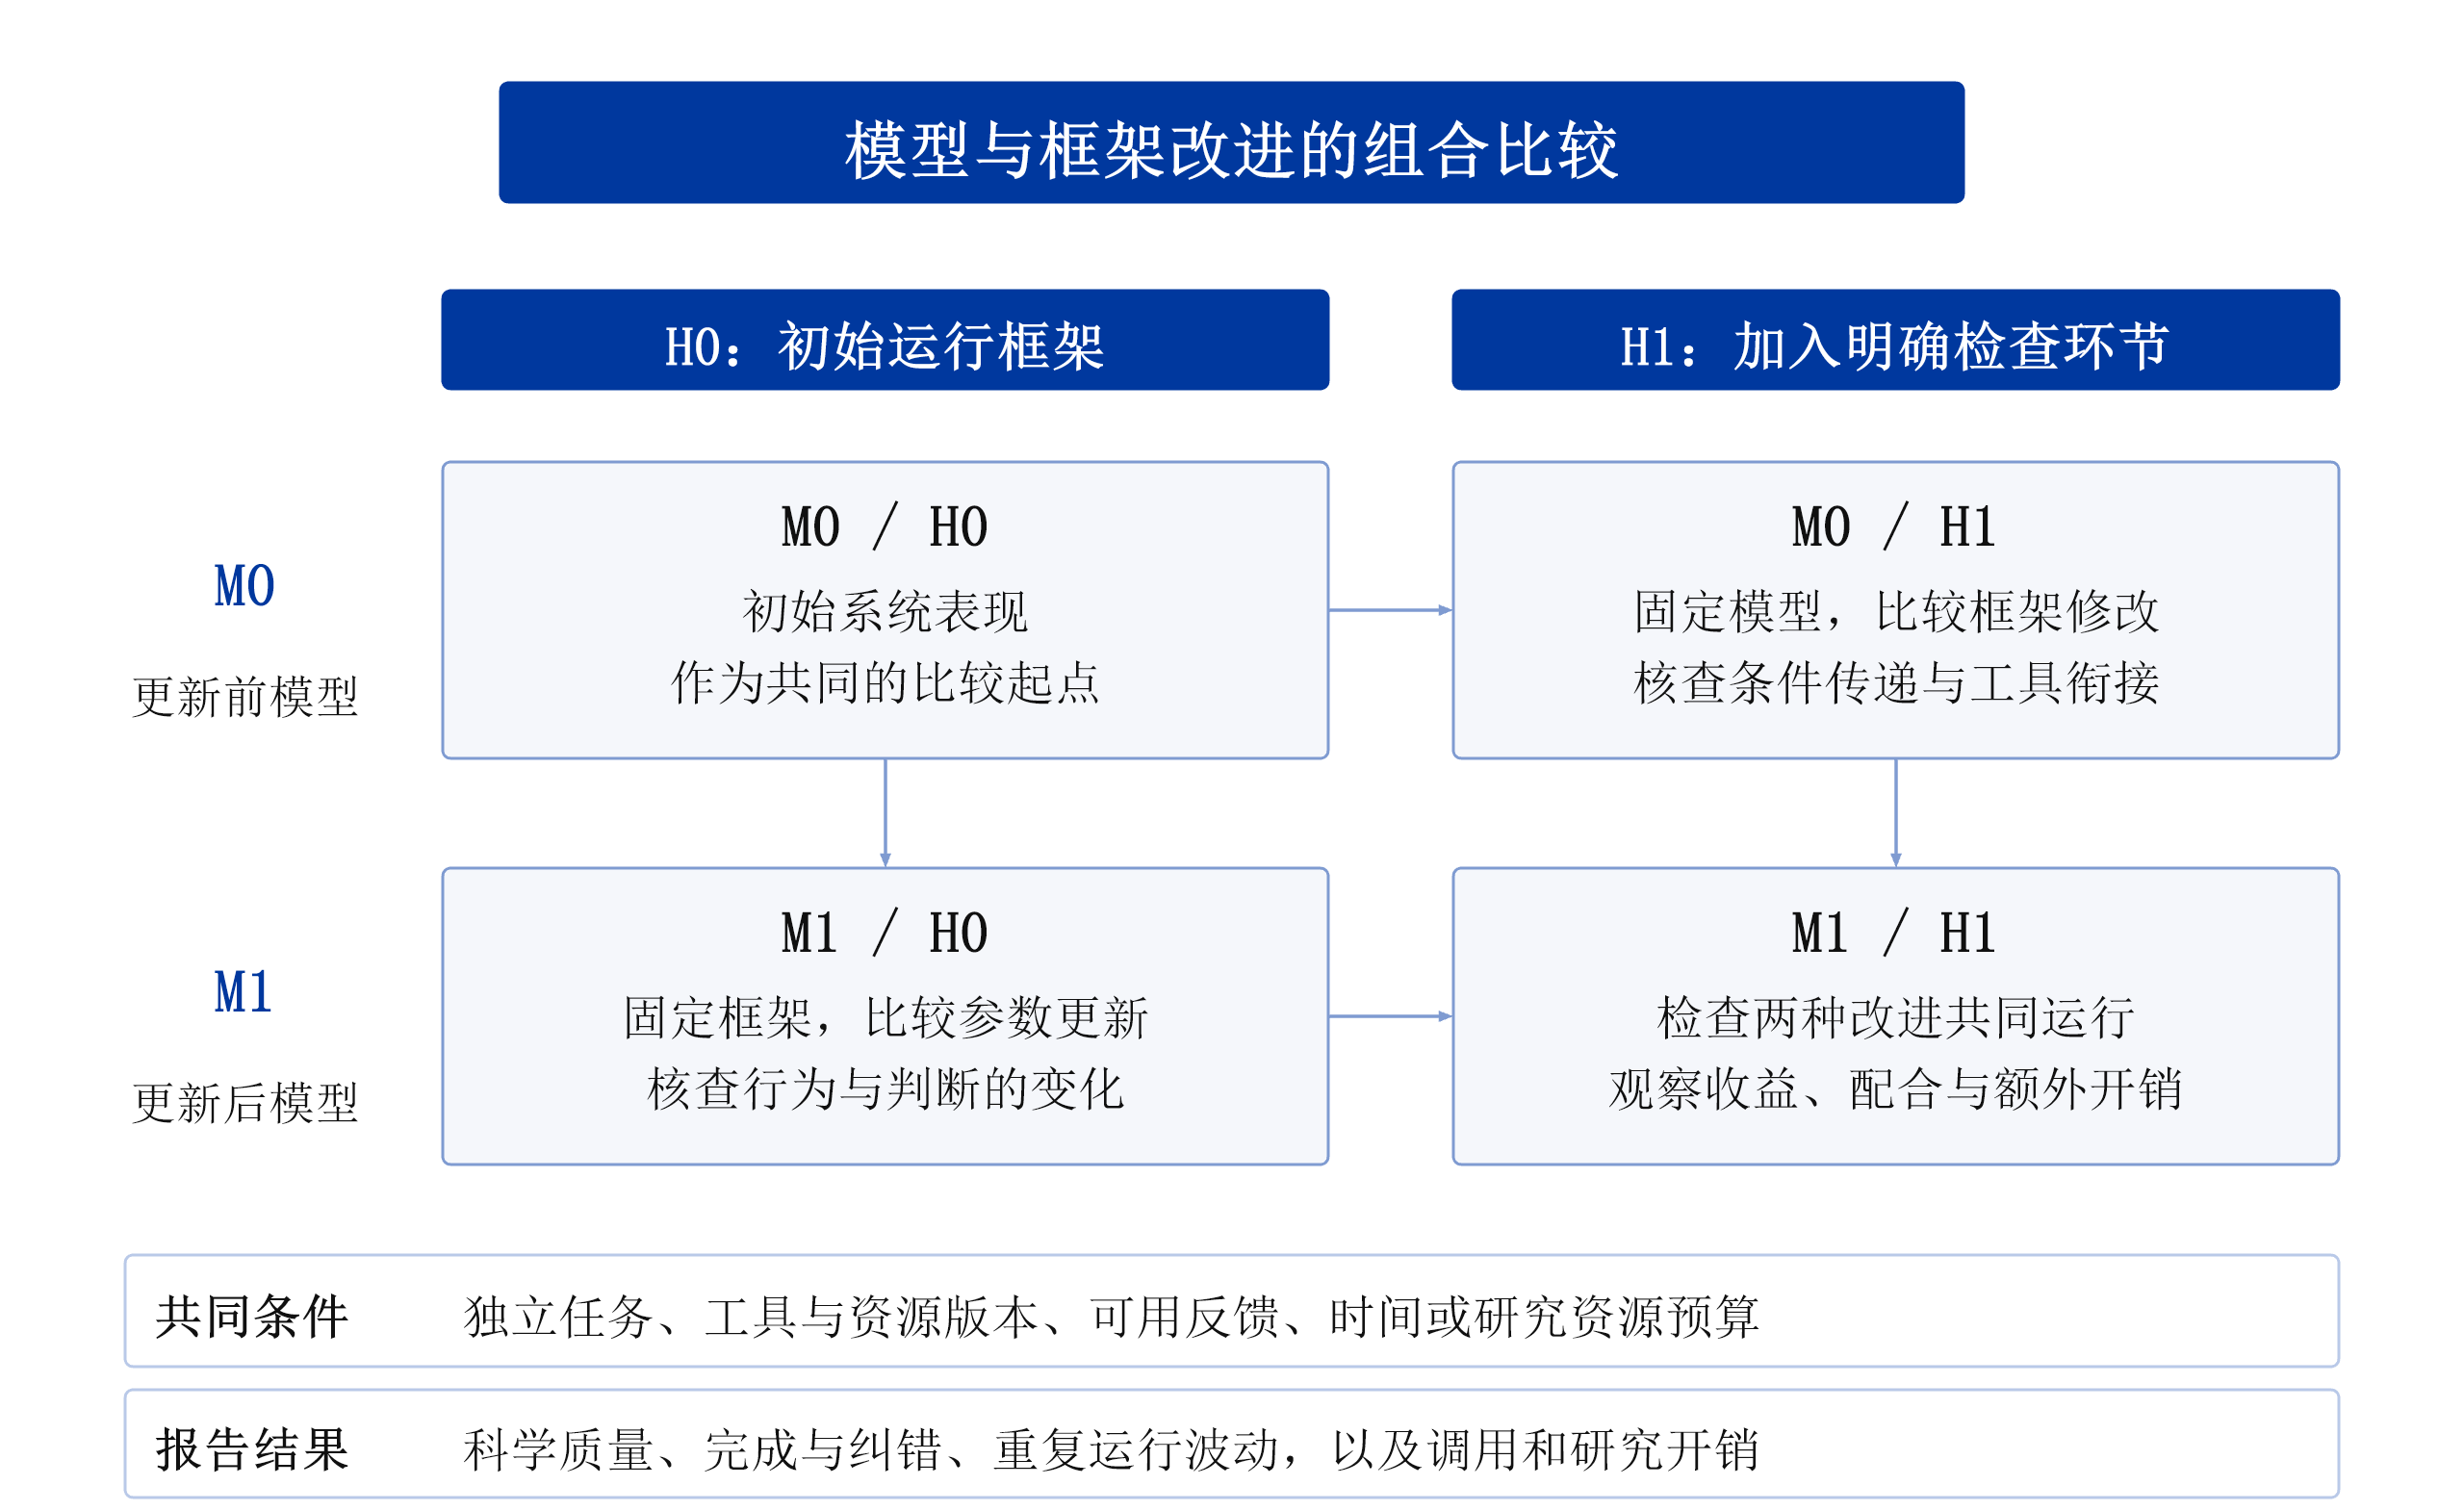 模型与框架改进的组合比较
H0：初始运行框架
H1：加入明确检查环节
M0
更新前模型
M0 / H0
初始系统表现
作为共同的比较起点
M0 / H1
固定模型，比较框架修改
核查条件传递与工具衔接
M1
更新后模型
M1 / H0
固定框架，比较参数更新
核查行为与判断的变化
M1 / H1
检查两种改进共同运行
观察收益、配合与额外开销
共同条件 独立任务、工具与资源版本、可用反馈、时间或研究资源预算
报告结果 科学质量、完成与纠错、重复运行波动，以及调用和研究开销